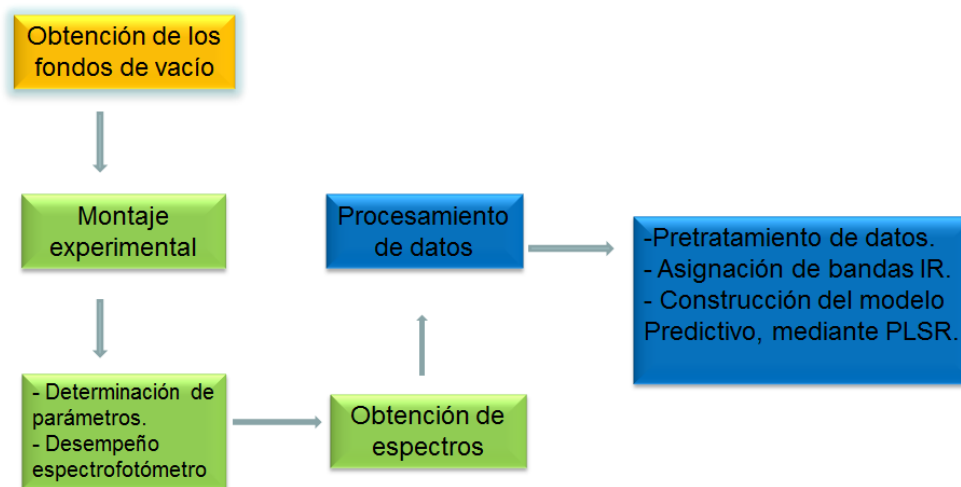 Obtención de los
fondos de vacío
Montaje
experimental
- Determinación de
parámetros.
- Desempeño
espectrofotómetro
Obtención de
espectros
Procesamiento
de datos
-Pretratamiento de datos.
- Asignación de bandas IR.
- Construcción del modelo
Predictivo, mediante PLSR.